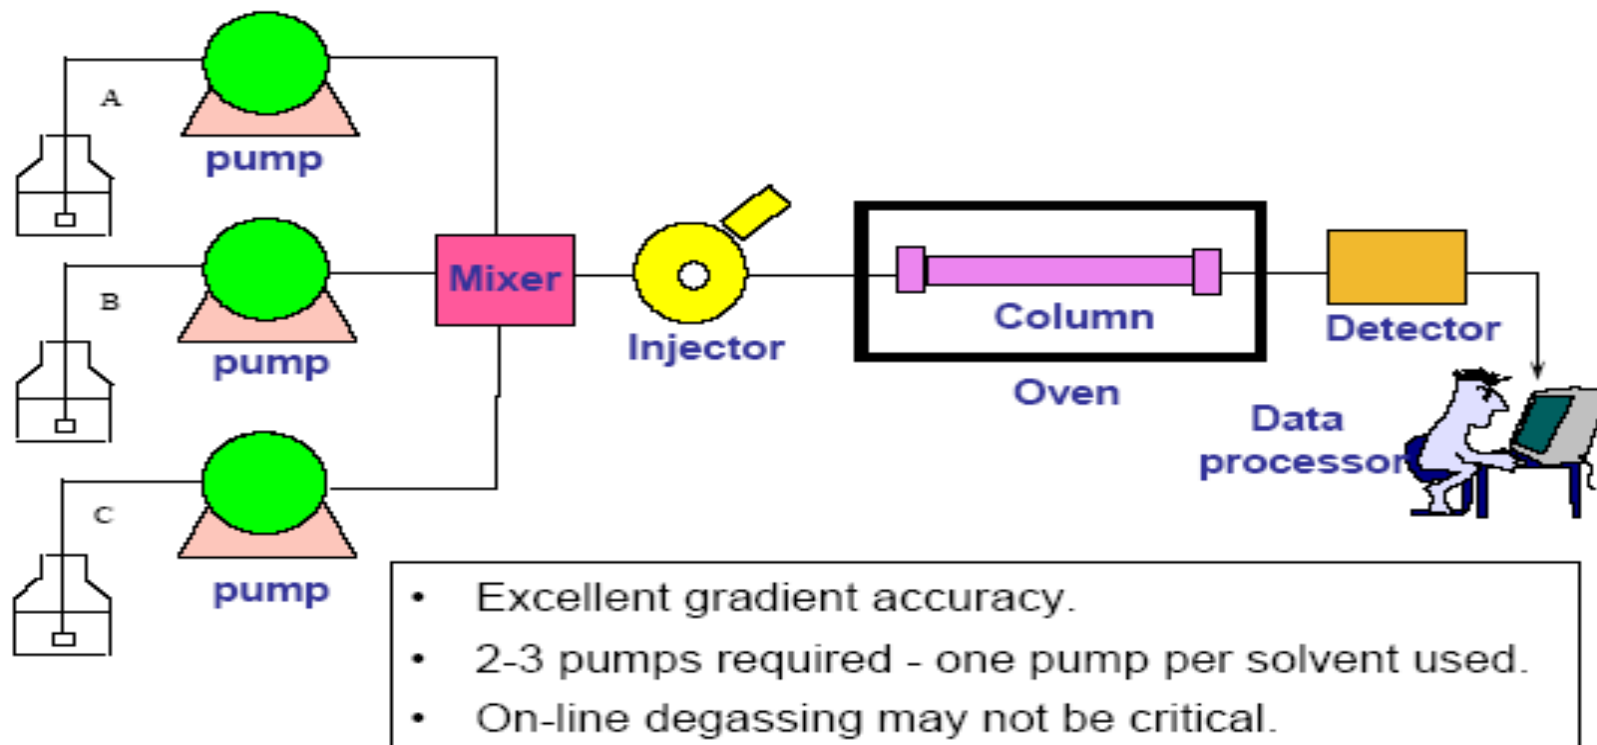 A
pump
B
pump
C
pump
Mixer
Injector
Column
Oven
Detector
Data
processor
• Excellent gradient accuracy.
• 2-3 pumps required - one pump per solvent used.
• On-line degassing may not be critical.